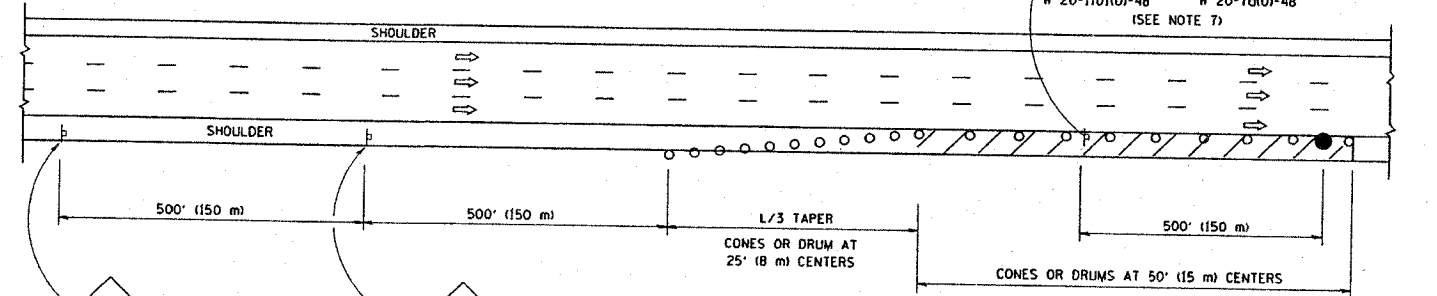 (SEE NOTE 7)
SHOULDER
SHOULDER
500' (150 m)
500' (150 m)
L/3 TAPER
CONES OR DRUM AT
25' (8 m) CENTERS
500' (150 m)
CONES OR DRUMS AT 50' (15 m) CENTERS